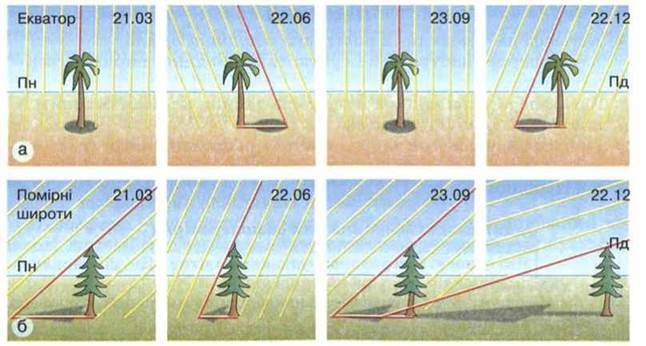 Екватор 21.03
22.06
23.09
22.12
Пн
Пд
а
Помірні 21.03
широти
22.06
23.09
22.12
Пн
Пд
б